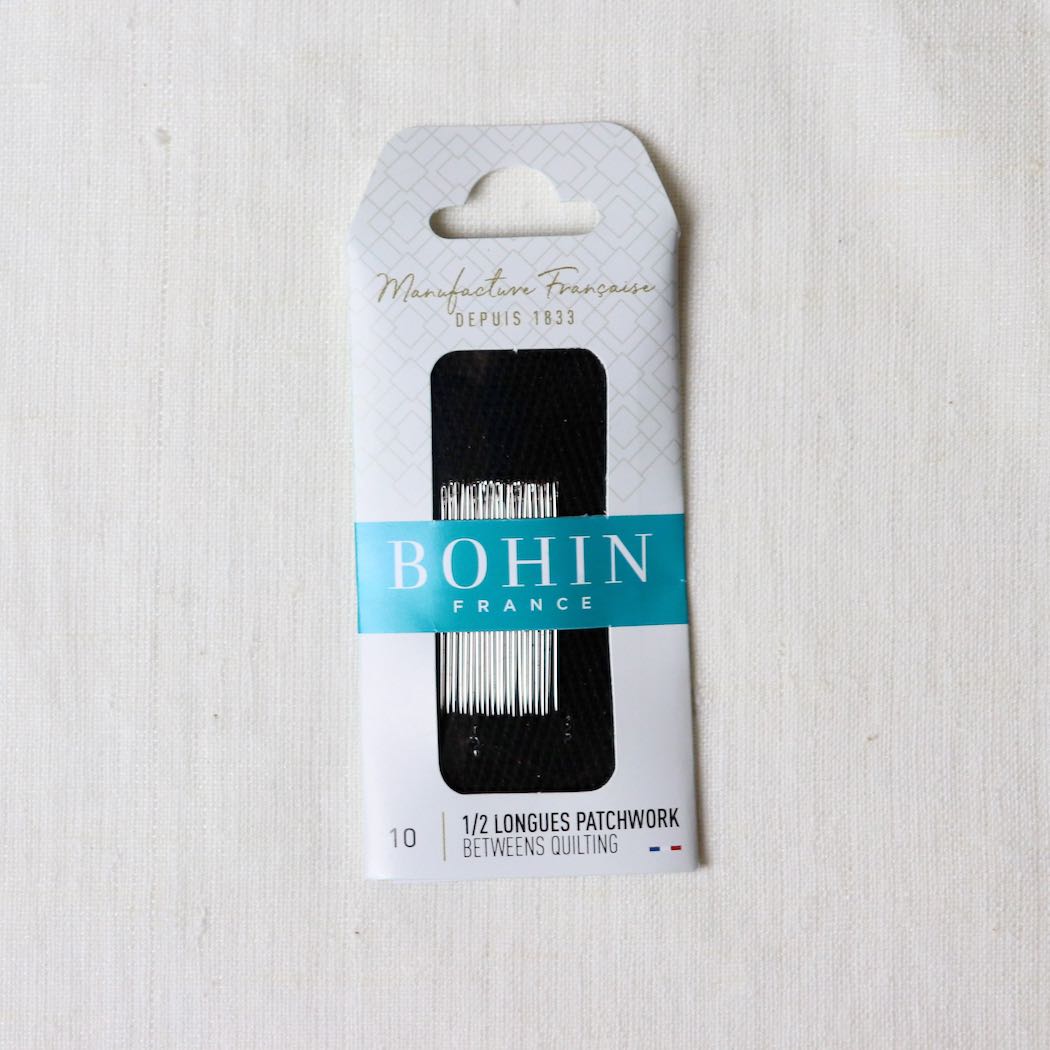 Manufacture Française
DEPUIS 1833
BOHIN
FRANCE
10
1/2 LONGUES PATCHWORK
BETWEENS QUILTING